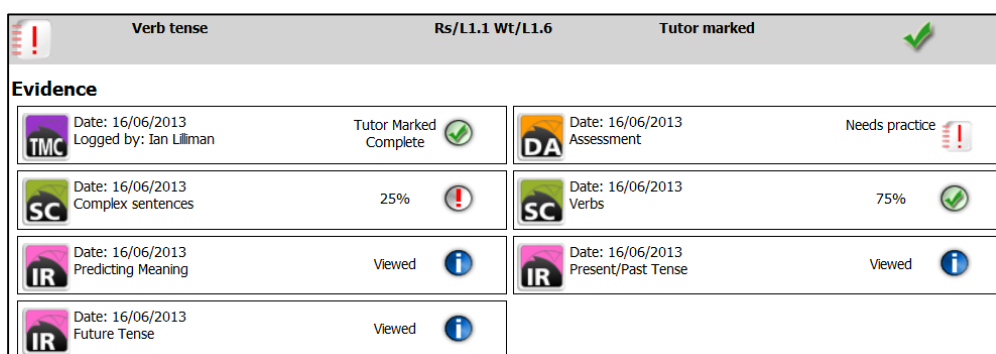 Verb tense Rs/L1.1 Wt/L1.6 Tutor marked
Evidence
TMC Date: 16/06/2013
Logged by: Ian Lilliman
Tutor Marked
Complete
DA Date: 16/06/2013
Assessment
Needs practice
SC Date: 16/06/2013
Complex sentences
25%
SC Date: 16/06/2013
Verbs
75%
IR Date: 16/06/2013
Predicting Meaning
Viewed
IR Date: 16/06/2013
Present/Past Tense
Viewed
IR Date: 16/06/2013
Future Tense
Viewed